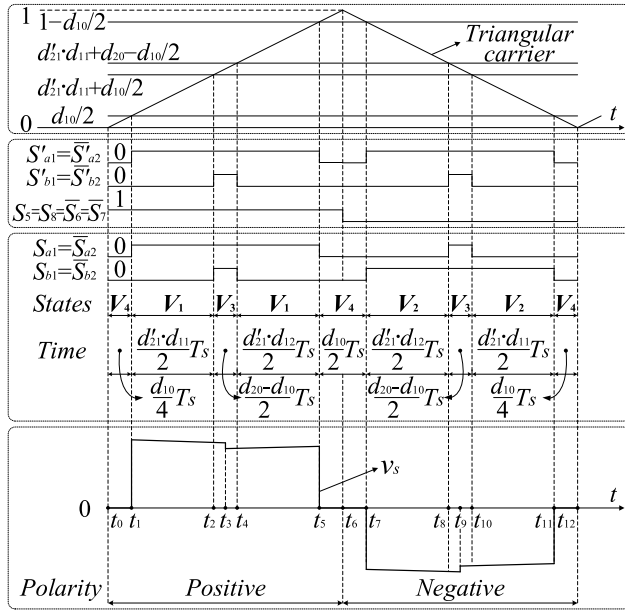 1
1−d10/2
d′21·d11+d20−d10/2
Triangular
carrier
d′21·d11+d10/2
d10/2
0
t
S′a1=S̅′a2 0
S′b1=S̅′b2 0
S5=S8=S̅6=S̅7 1
Sa1=S̅a2 0
Sb1=S̅b2 0
States V4 V1 V3 V1 V4 V2 V3 V2 V4
Time d′21·d11/2 Ts d′21·d12/2 Ts d10/2 Ts d′21·d12/2 Ts d′21·d11/2 Ts
d10/4 Ts d20−d10/2 Ts d20−d10/2 Ts d10/4 Ts
vs
0 t
t0 t1 t2 t3 t4 t5 t6 t7 t8 t9 t10 t11 t12
Polarity Positive Negative